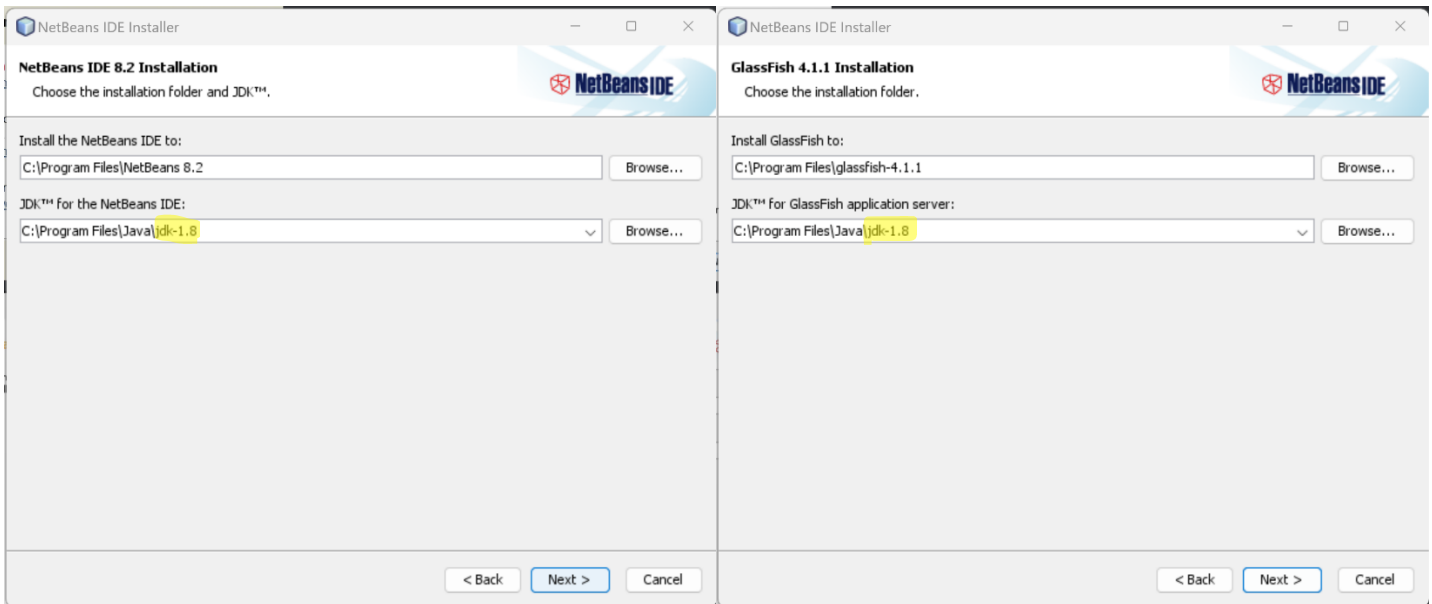 NetBeans IDE Installer
NetBeans IDE 8.2 Installation
Choose the installation folder and JDK™.
NetBeans IDE
Install the NetBeans IDE to:
C:\Program Files\NetBeans 8.2
Browse...
JDK™ for the NetBeans IDE:
C:\Program Files\Java\jdk-1.8
Browse...
< Back
Next >
Cancel
NetBeans IDE Installer
GlassFish 4.1.1 Installation
Choose the installation folder.
NetBeans IDE
Install GlassFish to:
C:\Program Files\glassfish-4.1.1
Browse...
JDK™ for GlassFish application server:
C:\Program Files\Java\jdk-1.8
Browse...
< Back
Next >
Cancel